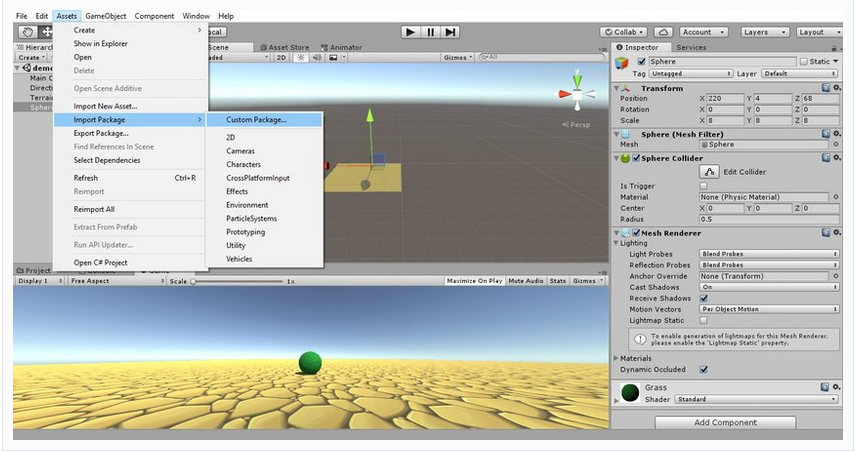 File Edit Assets GameObject Component Window Help
Collab Account Layers Layout
Hierarc
Create
demo
Main C
Directi
Terrai
Sphere
Create
Show in Explorer
Open
Delete
Open Scene Additive
Import New Asset...
Import Package
Export Package...
Find References In Scene
Select Dependencies
Refresh Ctrl+R
Reimport
Reimport All
Extract From Prefab
Run API Updater...
Open C# Project
Custom Package...
2D
Cameras
Characters
CrossPlatformInput
Effects
Environment
ParticleSystems
Prototyping
Utility
Vehicles
ocal
Scene Asset Store Animator
aded 2D Gizmos All
y
x
Persp
Project Console Game
Display 1 Free Aspect Scale 1x Maximize On Play Mute Audio Stats Gizmos
Inspector Services
Sphere Static
Tag Untagged Layer Default
Transform
Position X 220 Y 4 Z 68
Rotation X 0 Y 0 Z 0
Scale X 8 Y 8 Z 8
Sphere (Mesh Filter)
Mesh Sphere
Sphere Collider
Edit Collider
Is Trigger
Material None (Physic Material)
Center X 0 Y 0 Z 0
Radius 0.5
Mesh Renderer
Lighting
Light Probes Blend Probes
Reflection Probes Blend Probes
Anchor Override None (Transform)
Cast Shadows On
Receive Shadows
Motion Vectors Per Object Motion
Lightmap Static
To enable generation of lightmaps for this Mesh Renderer,
please enable the 'Lightmap Static' property.
Materials
Dynamic Occluded
Grass
Shader Standard
Add Component